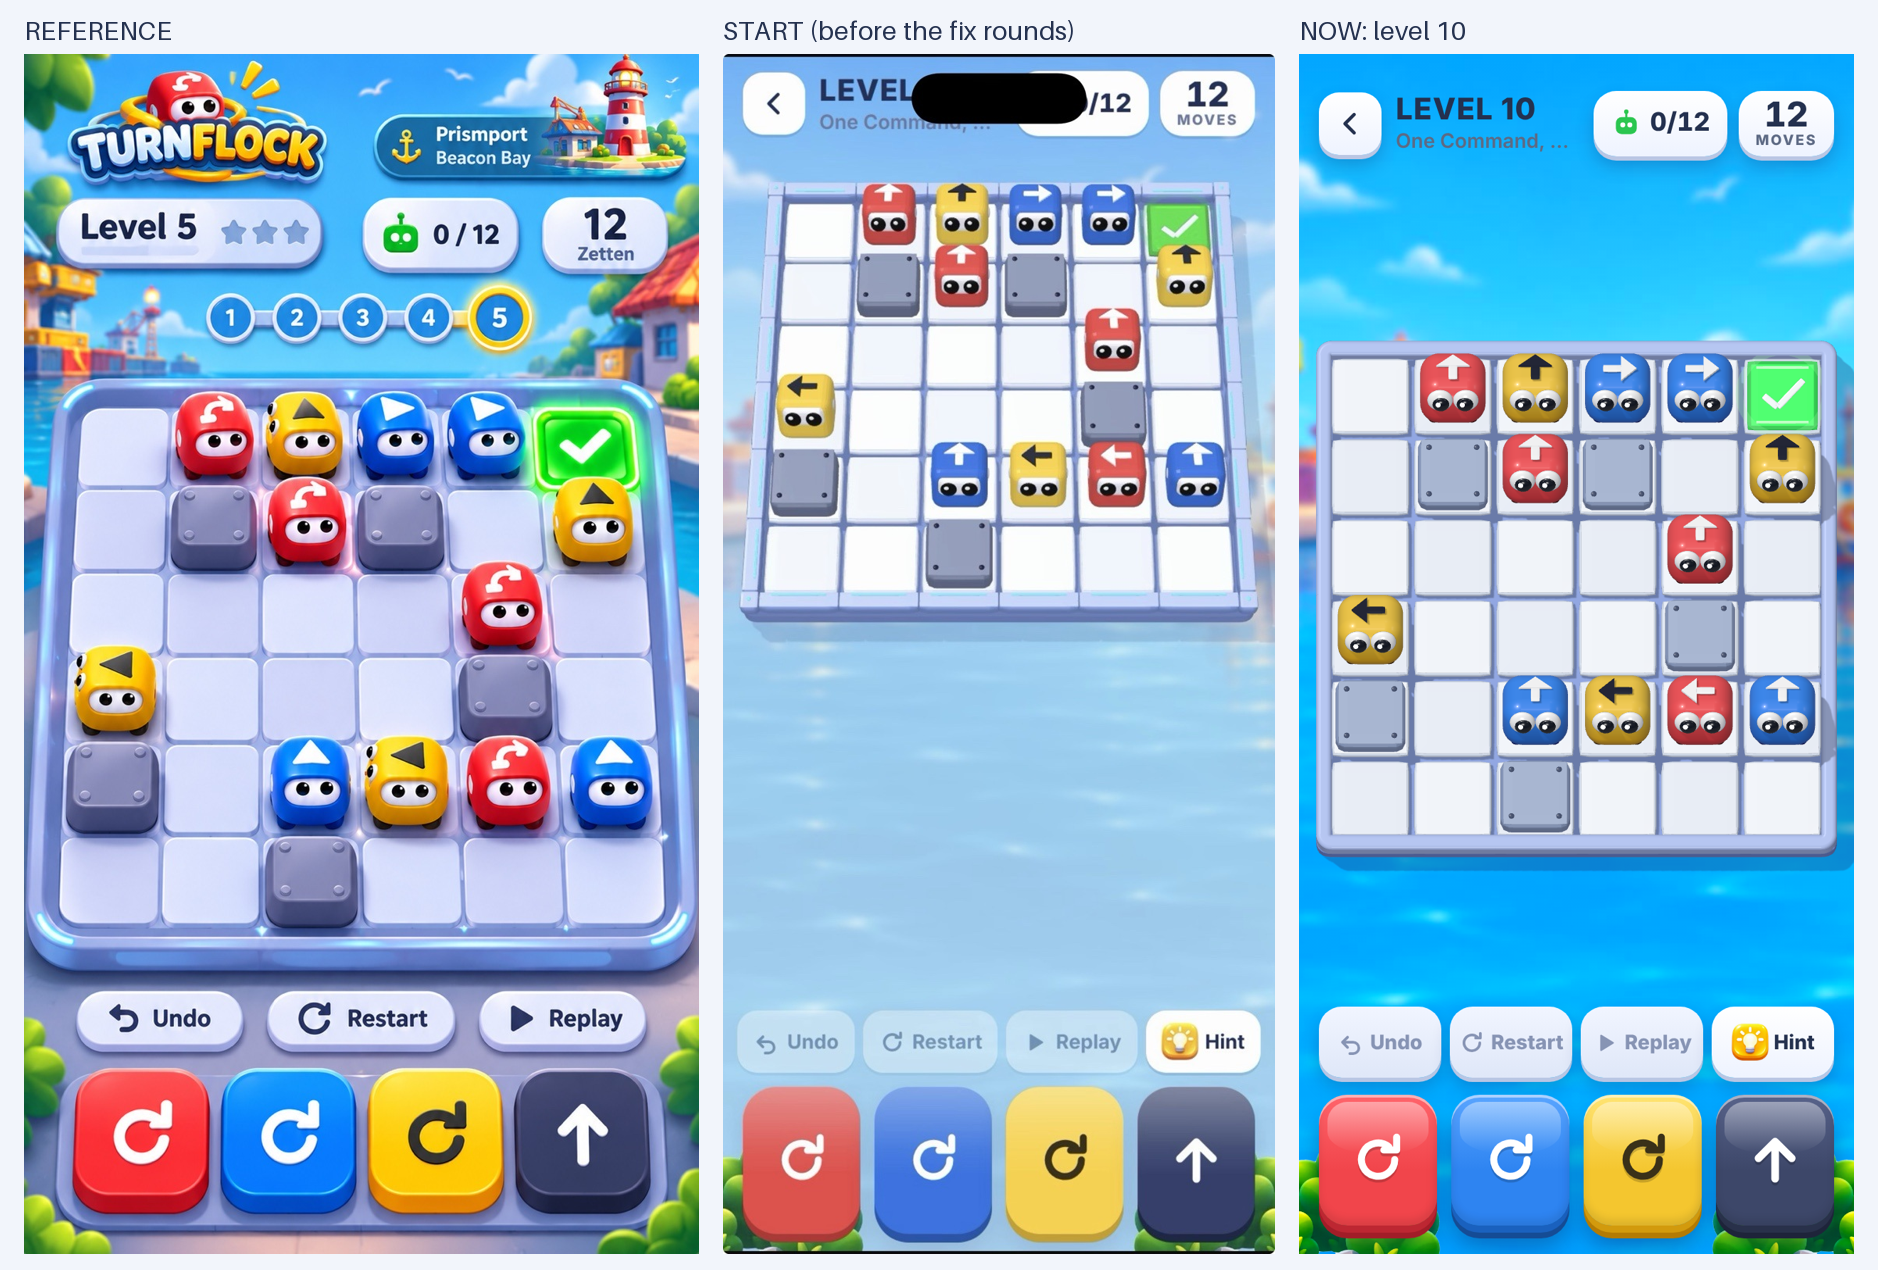 REFERENCE
TURNFLOCK
Prismport
Beacon Bay
Level 5
0 / 12
12
Zetten
1
2
3
4
5
Undo
Restart
Replay
START (before the fix rounds)
LEVEL
One Command, ...
/12
12
MOVES
Undo
Restart
Replay
Hint
NOW: level 10
LEVEL 10
One Command, ...
0/12
12
MOVES
Undo
Restart
Replay
Hint